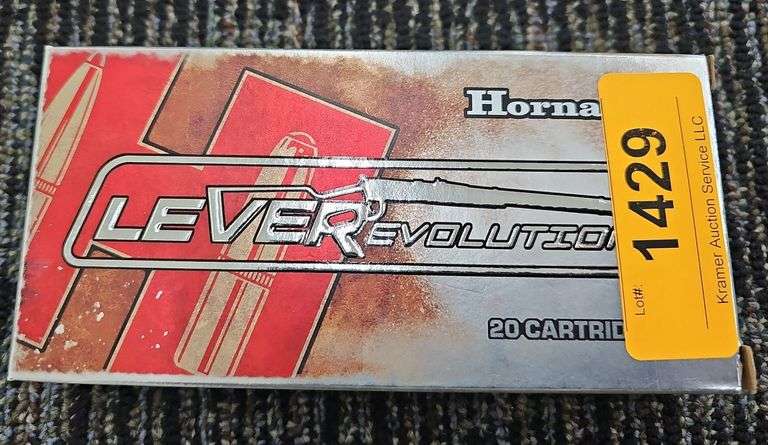 Horna
LEVEREVOLUTION
20 CARTRID
Lot#: 1429
Kramer Auction Service LLC